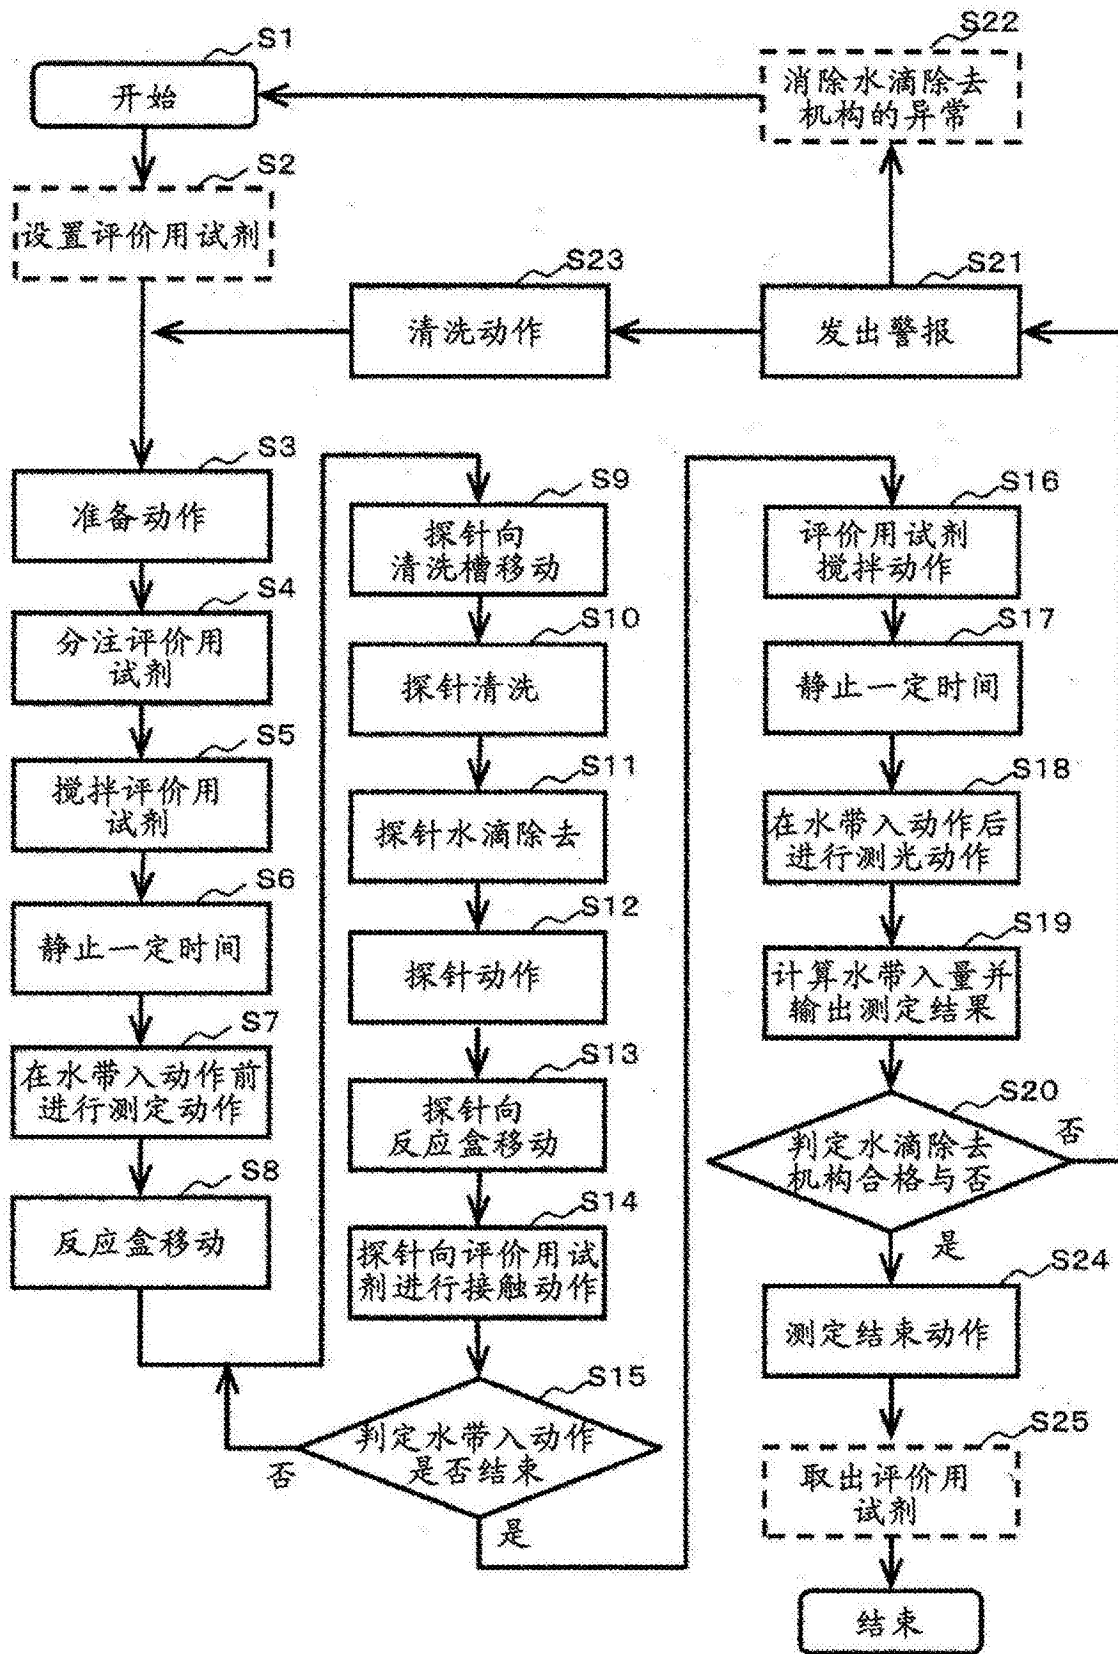 S1
开始
S2
设置评价用试剂
S3
准备动作
S4
分注评价用
试剂
S5
搅拌评价用
试剂
S6
静止一定时间
S7
在水带入动作前
进行测定动作
S8
反应盒移动
S9
探针向
清洗槽移动
S10
探针清洗
S11
探针水滴除去
S12
探针动作
S13
探针向
反应盒移动
S14
探针向评价用试
剂进行接触动作
S15
判定水带入动作
是否结束
否
是
S16
评价用试剂
搅拌动作
S17
静止一定时间
S18
在水带入动作后
进行测光动作
S19
计算水带入量并
输出测定结果
S20
判定水滴除去
机构合格与否
否
是
S21
发出警报
S22
消除水滴除去
机构的异常
S23
清洗动作
S24
测定结束动作
S25
取出评价用
试剂
结束